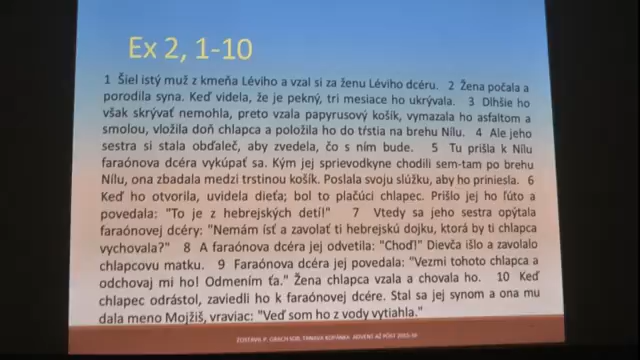 Ex 2, 1-10
1 Šiel istý muž z kmeňa Léviho a vzal si za ženu Léviho dcéru. 2 Žena počala a
porodila syna. Keď videla, že je pekný, tri mesiace ho ukrývala. 3 Dlhšie ho
však skrývať nemohla, preto vzala papyrusový košík, vymazala ho asfaltom a
smolou, vložila doň chlapca a položila ho do tŕstia na brehu Nílu. 4 Ale jeho
sestra si stala obďaleč, aby zvedela, čo s ním bude. 5 Tu prišla k Nílu
faraónova dcéra vykúpať sa. Kým jej sprievodkyne chodili sem-tam po brehu
Nílu, ona zbadala medzi trstinou košík. Poslala svoju slúžku, aby ho priniesla. 6
Keď ho otvorila, uvidela dieťa; bol to plačúci chlapec. Prišlo jej ho ľúto a
povedala: "To je z hebrejských detí!" 7 Vtedy sa jeho sestra opýtala
faraónovej dcéry: "Nemám ísť a zavolať ti hebrejskú dojku, ktorá by ti chlapca
vychovala?" 8 A faraónova dcéra jej odvetila: "Choď!" Dievča išlo a zavolalo
chlapcovu matku. 9 Faraónova dcéra jej povedala: "Vezmi tohoto chlapca a
odchovaj mi ho! Odmením ťa." Žena chlapca vzala a chovala ho. 10 Keď
chlapec odrástol, zaviedli ho k faraónovej dcére. Stal sa jej synom a ona mu
dala meno Mojžiš, vraviac: "Veď som ho z vody vytiahla."
ZOSTAVIL P. GRACH SDB, TRNAVA KOPÁNKA ADVENT AŽ PÔST